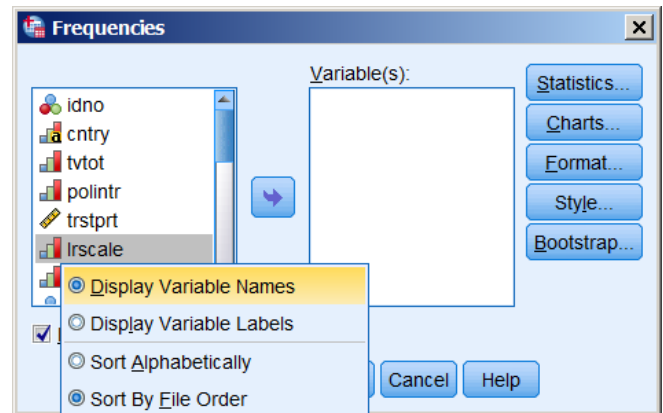 Frequencies
Variable(s):
idno
cntry
tvtot
polintr
trstprt
lrscale
Statistics...
Charts...
Format...
Style...
Bootstrap...
Display Variable Names
Display Variable Labels
Sort Alphabetically
Sort By File Order
Cancel
Help